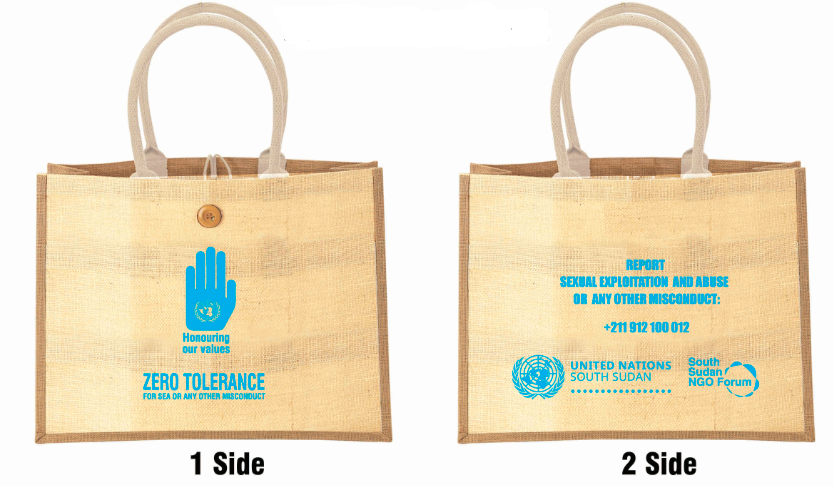 Honouring
our values
ZERO TOLERANCE
FOR SEA OR ANY OTHER MISCONDUCT
1 Side
REPORT
SEXUAL EXPLOITATION AND ABUSE
OR ANY OTHER MISCONDUCT:
+211 912 100 012
UNITED NATIONS
SOUTH SUDAN
South
Sudan
NGO Forum
2 Side